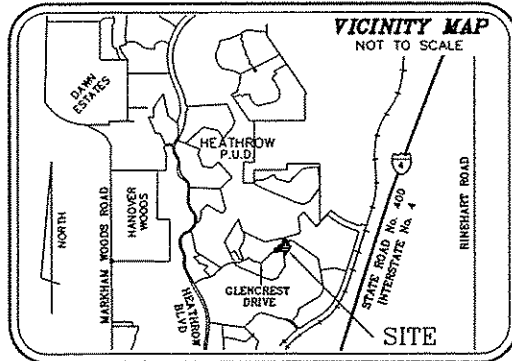 VICINITY MAP
NOT TO SCALE
DAWN
ESTATES
HEATHROW
P.U.D.
MARKHAM WOODS ROAD
HANOVER
WOODS
NORTH
HEATHROW
BLVD
GLENCREST
DRIVE
STATE ROAD No. 400
INTERSTATE No. 4
4
RINEHART ROAD
SITE